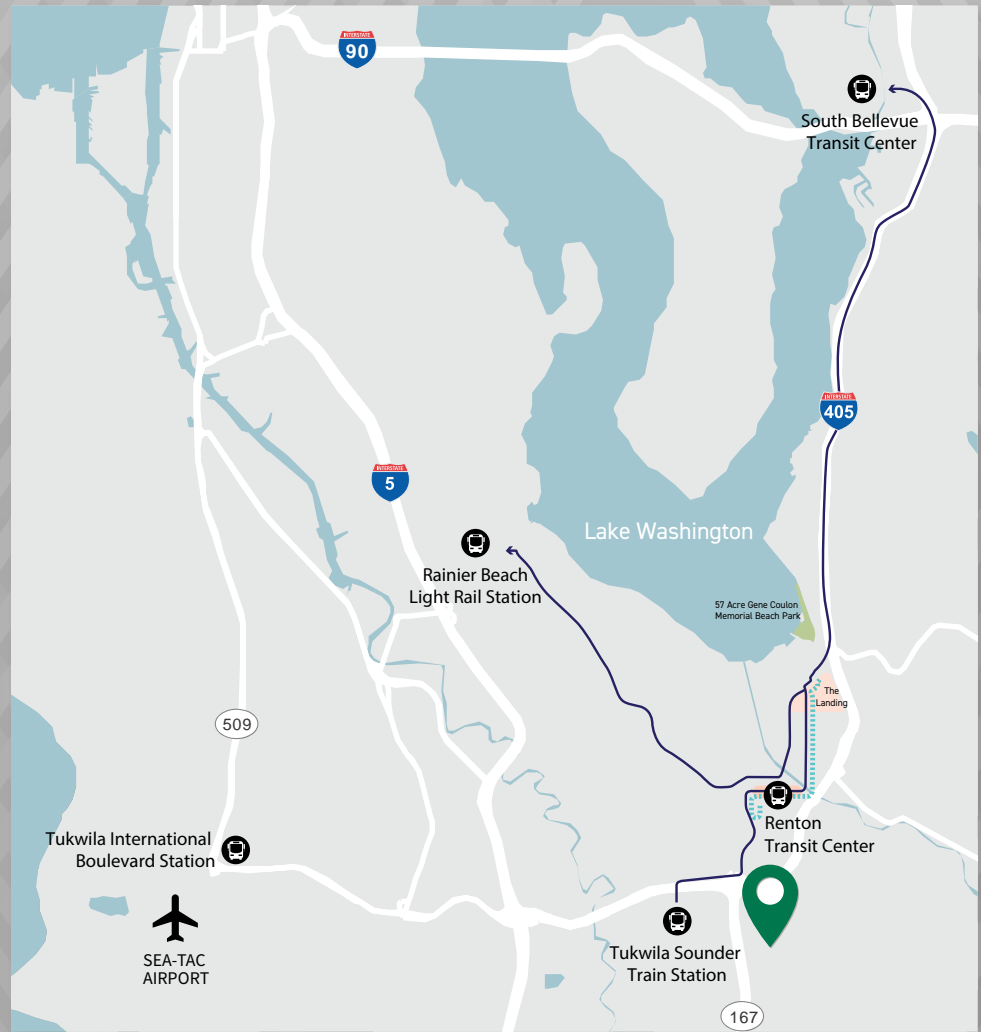 INTERSTATE
90
South Bellevue
Transit Center
INTERSTATE
405
INTERSTATE
5
Lake Washington
Rainier Beach
Light Rail Station
57 Acre Gene Coulon
Memorial Beach Park
The
Landing
509
Renton
Transit Center
Tukwila International
Boulevard Station
SEA-TAC
AIRPORT
Tukwila Sounder
Train Station
167